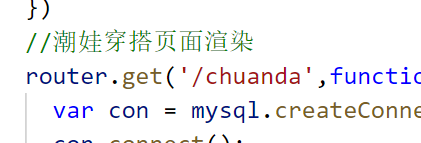 })
//潮娃穿搭页面渲染
router.get('/chuanda',functio
var con = mysql.createConne
con.connect();